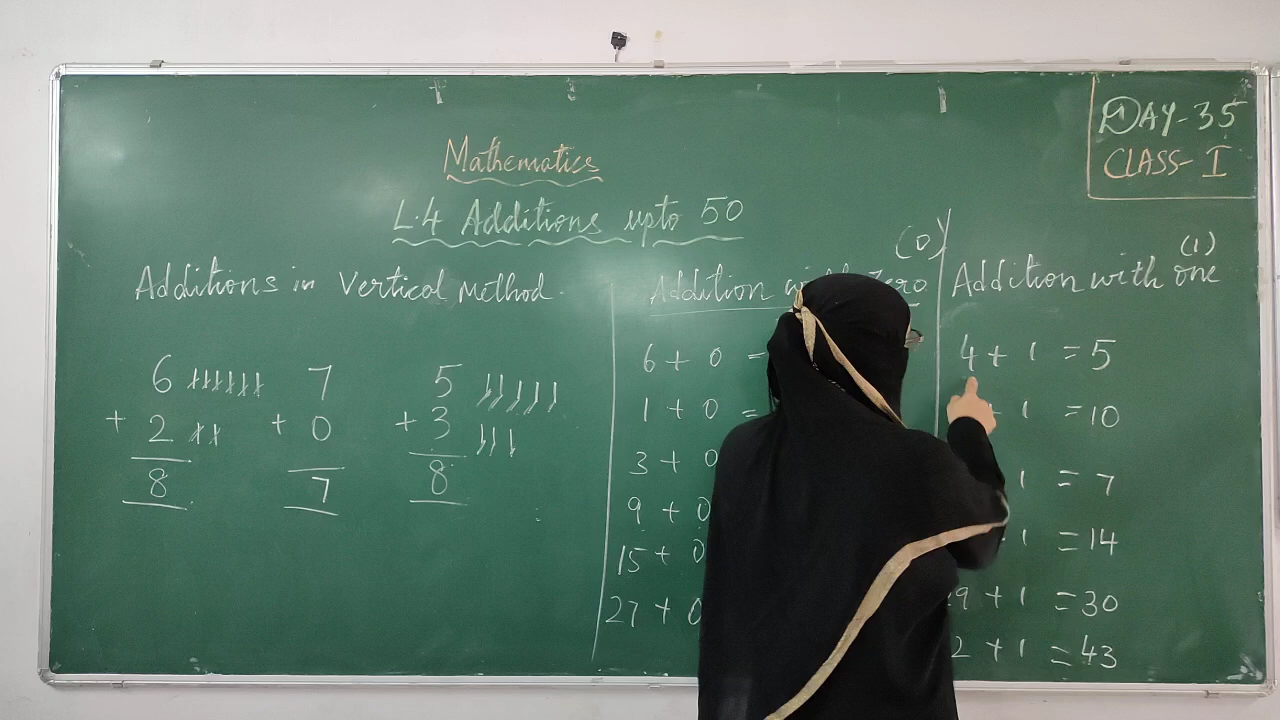 DAY-35
CLASS-I
Mathematics
L.4 Additions upto 50
Additions in Vertical Method.
6
+ 2
8
7
+ 0
7
5
+ 3
8
(0)
Addition
6 + 0 =
1 + 0 =
3 + 0
9 + 0
15 + 0
27 + 0
(1)
Addition with one
4 + 1 = 5
+ 1 = 10
1 = 7
1 = 14
9 + 1 = 30
2 + 1 = 43